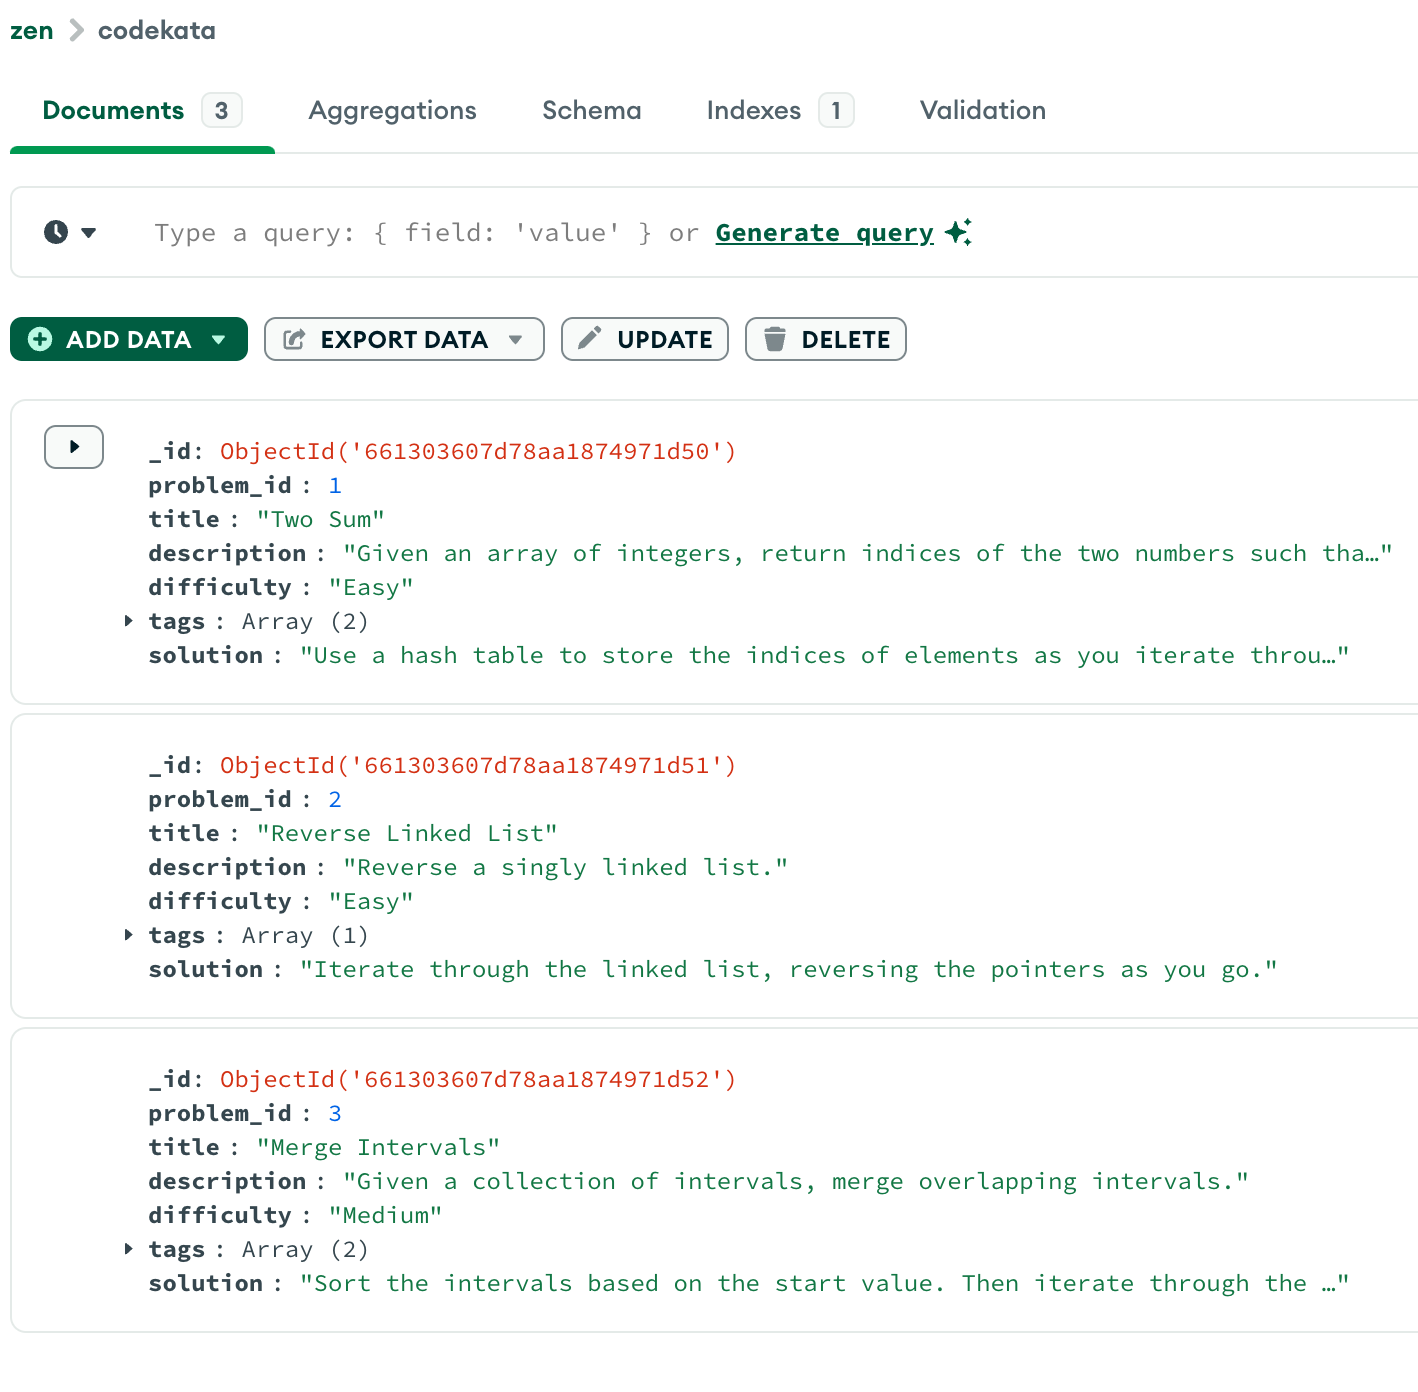 zen > codekata
Documents 3 Aggregations Schema Indexes 1 Validation
Type a query: { field: 'value' } or Generate query
ADD DATA EXPORT DATA UPDATE DELETE
_id: ObjectId('661303607d78aa1874971d50')
problem_id : 1
title : "Two Sum"
description : "Given an array of integers, return indices of the two numbers such tha…"
difficulty : "Easy"
tags : Array (2)
solution : "Use a hash table to store the indices of elements as you iterate throu…"
_id: ObjectId('661303607d78aa1874971d51')
problem_id : 2
title : "Reverse Linked List"
description : "Reverse a singly linked list."
difficulty : "Easy"
tags : Array (1)
solution : "Iterate through the linked list, reversing the pointers as you go."
_id: ObjectId('661303607d78aa1874971d52')
problem_id : 3
title : "Merge Intervals"
description : "Given a collection of intervals, merge overlapping intervals."
difficulty : "Medium"
tags : Array (2)
solution : "Sort the intervals based on the start value. Then iterate through the …"